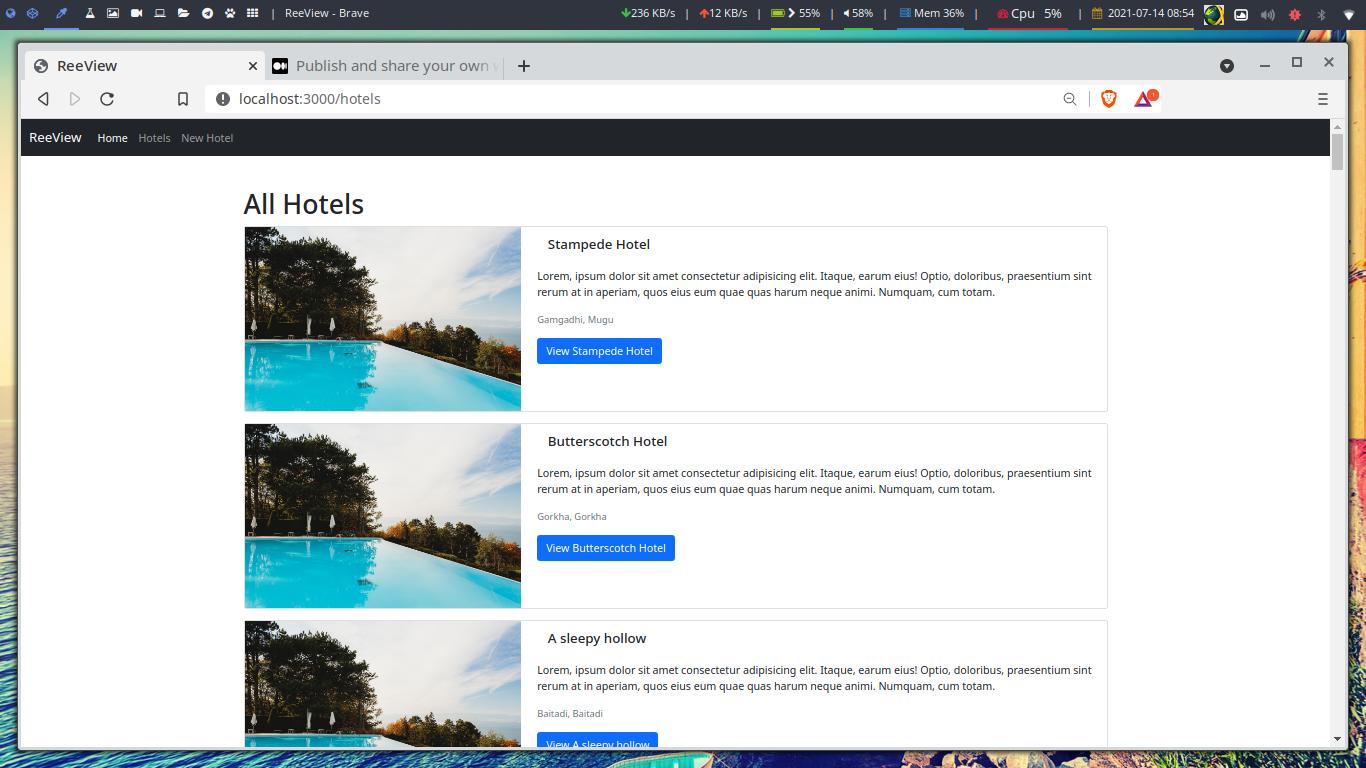 ReeView - Brave
236 KB/s | 12 KB/s | 55% | 58% | Mem 36% | Cpu 5% | 2021-07-14 08:54
ReeView
Publish and share your own
localhost:3000/hotels
1
ReeView Home Hotels New Hotel
All Hotels
Stampede Hotel
Lorem, ipsum dolor sit amet consectetur adipisicing elit. Itaque, earum eius! Optio, doloribus, praesentium sint
rerum at in aperiam, quos eius eum quae quas harum neque animi. Numquam, cum totam.
Gamgadhi, Mugu
View Stampede Hotel
Butterscotch Hotel
Lorem, ipsum dolor sit amet consectetur adipisicing elit. Itaque, earum eius! Optio, doloribus, praesentium sint
rerum at in aperiam, quos eius eum quae quas harum neque animi. Numquam, cum totam.
Gorkha, Gorkha
View Butterscotch Hotel
A sleepy hollow
Lorem, ipsum dolor sit amet consectetur adipisicing elit. Itaque, earum eius! Optio, doloribus, praesentium sint
rerum at in aperiam, quos eius eum quae quas harum neque animi. Numquam, cum totam.
Baitadi, Baitadi
View A sleepy hollow